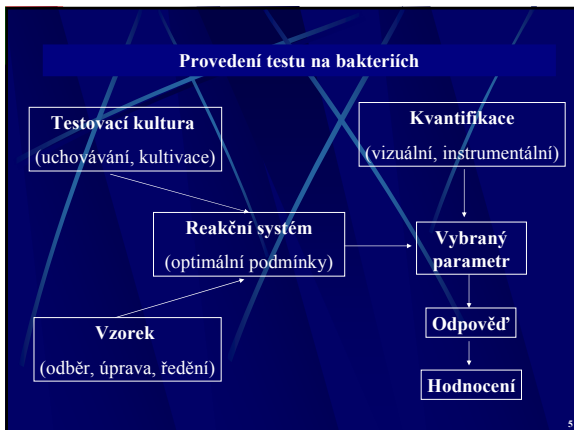 Provedení testu na bakteriích
Testovací kultura
(uchovávání, kultivace)
Kvantifikace
(vizuální, instrumentální)
Reakční systém
(optimální podmínky)
Vybraný
parametr
Vzorek
(odběr, úprava, ředění)
Odpověď
Hodnocení
5